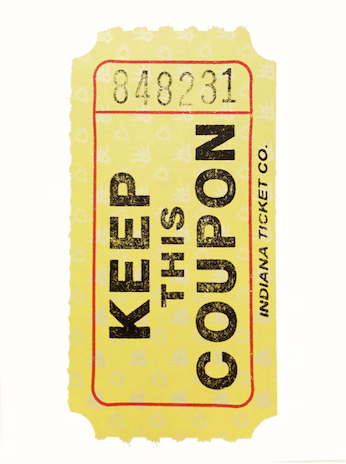 848231
KEEP
THIS
COUPON
INDIANA TICKET CO.